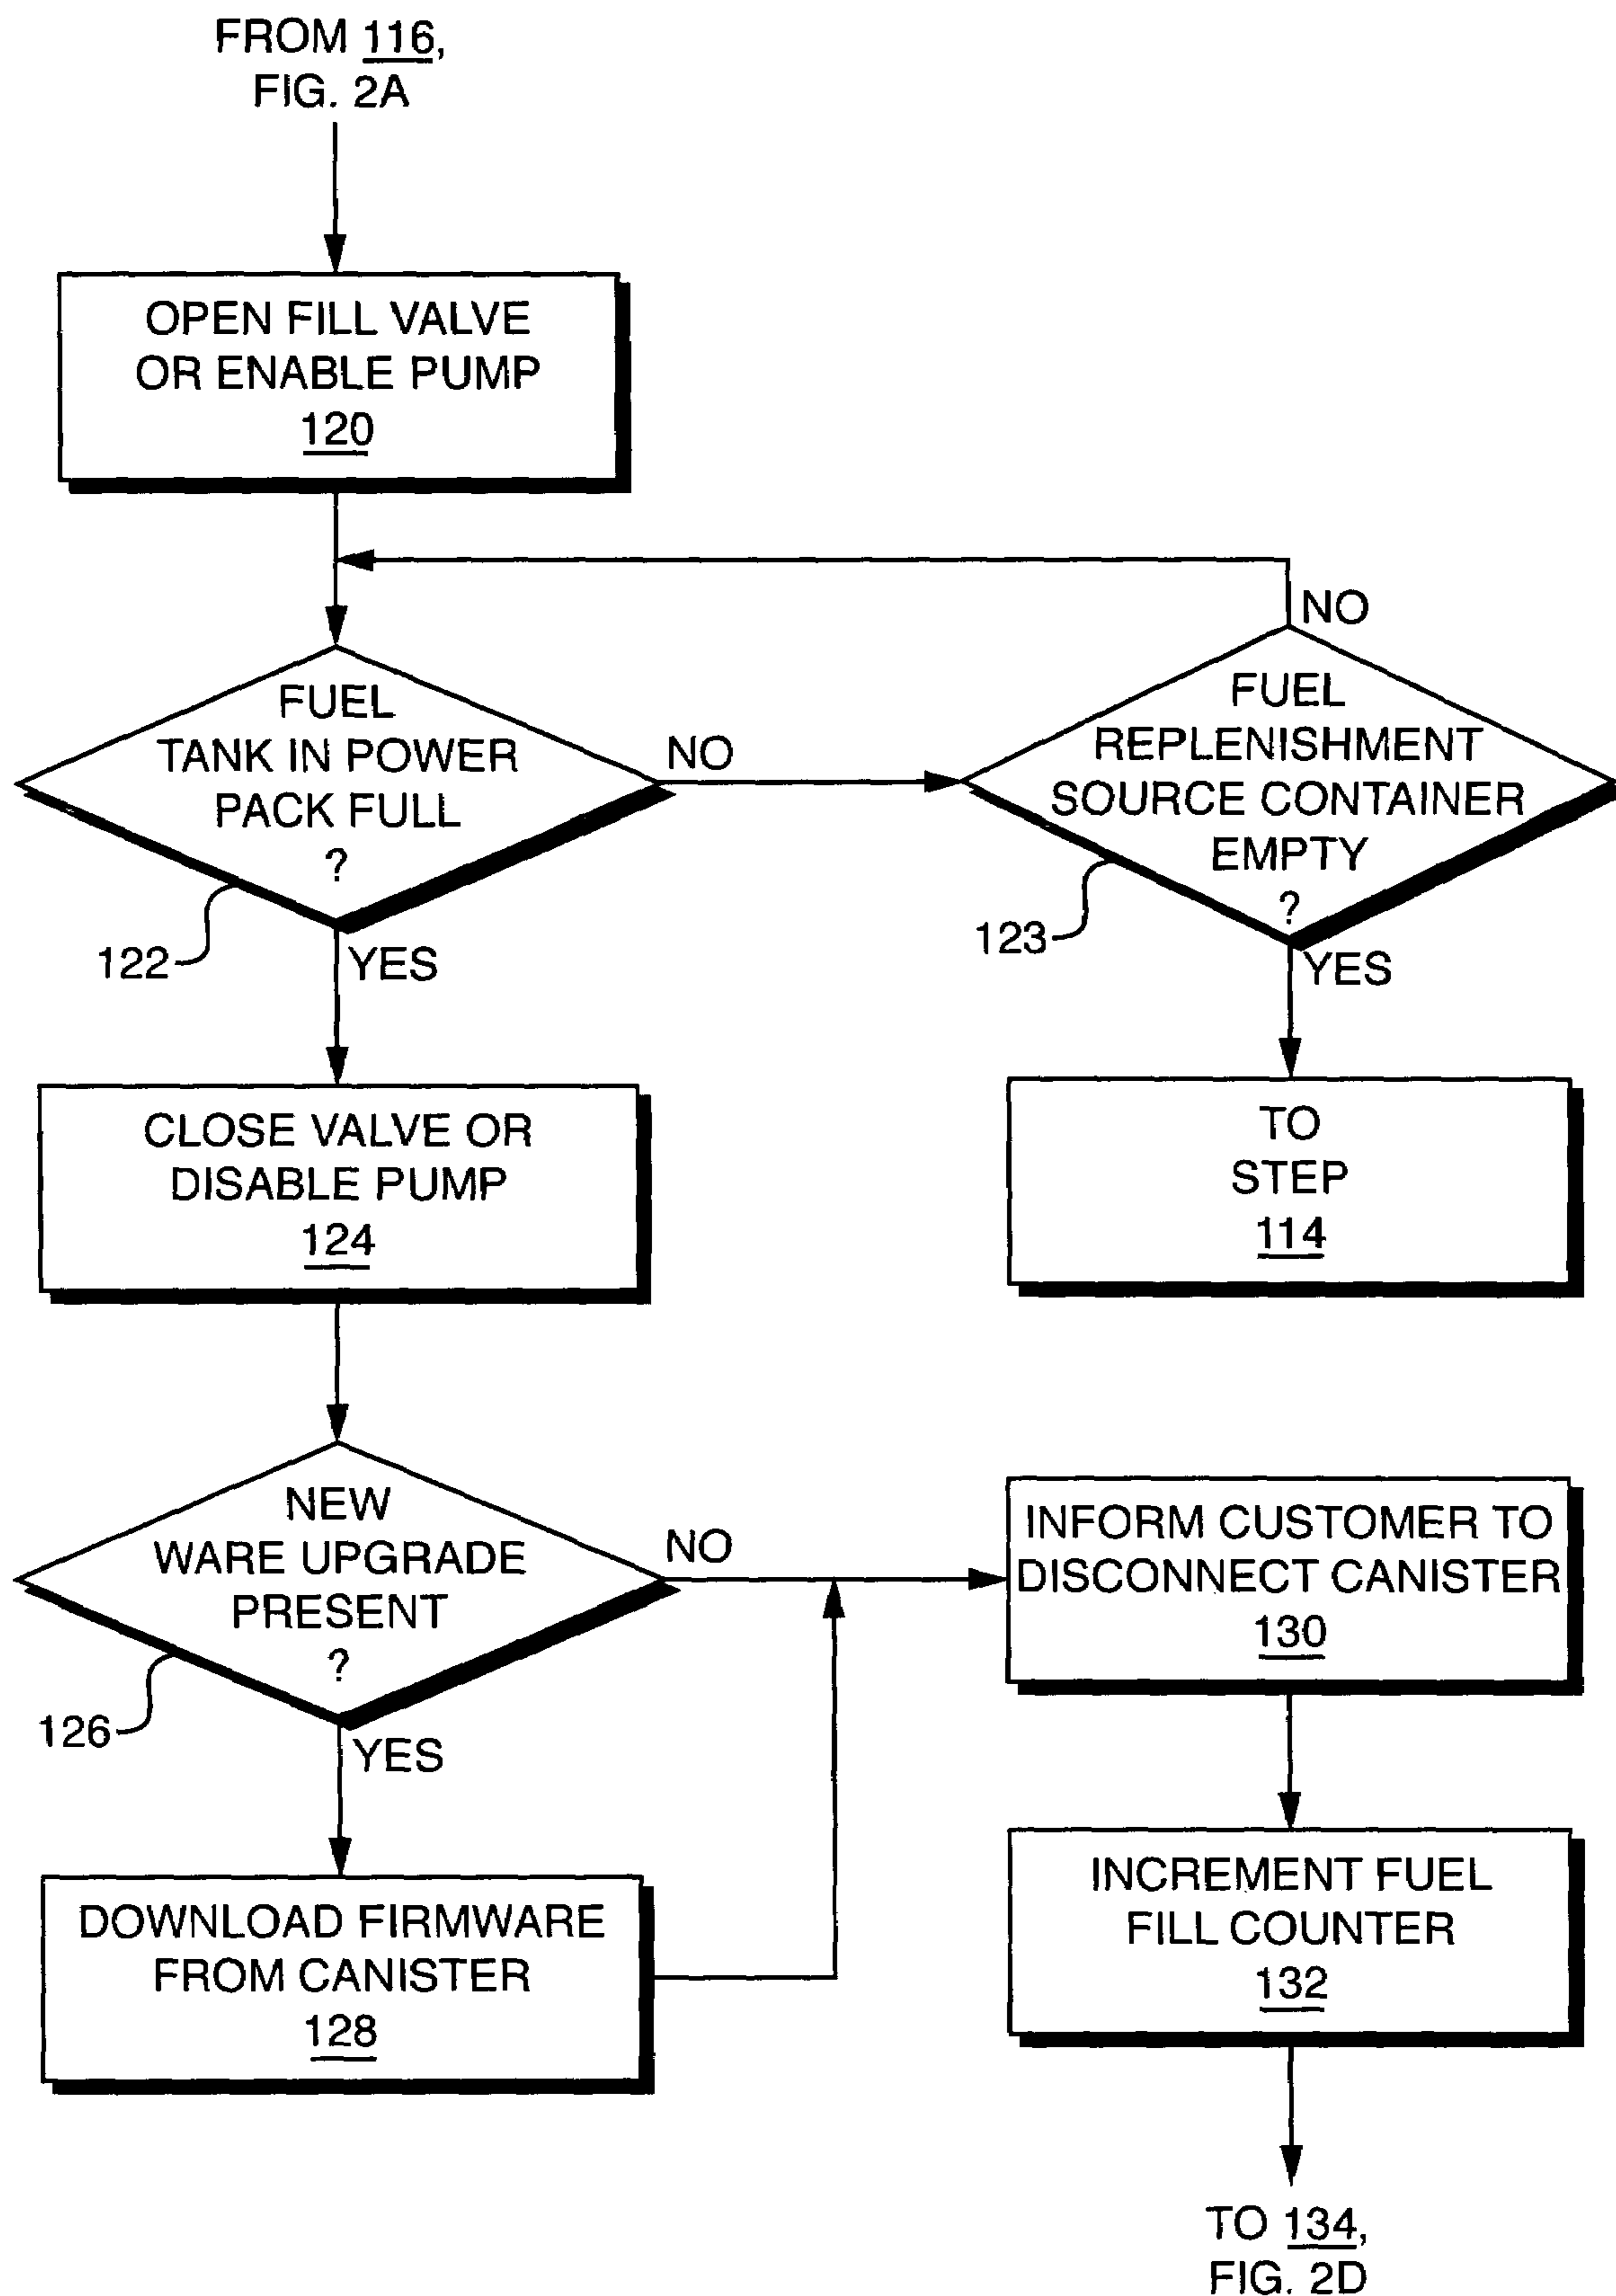 FROM 116,
FIG. 2A
OPEN FILL VALVE
OR ENABLE PUMP
120
NO
FUEL
TANK IN POWER
PACK FULL
?
NO
FUEL
REPLENISHMENT
SOURCE CONTAINER
EMPTY
?
122
YES
123
YES
CLOSE VALVE OR
DISABLE PUMP
124
TO
STEP
114
NEW
WARE UPGRADE
PRESENT
?
NO
INFORM CUSTOMER TO
DISCONNECT CANISTER
130
126
YES
DOWNLOAD FIRMWARE
FROM CANISTER
128
INCREMENT FUEL
FILL COUNTER
132
TO 134,
FIG. 2D